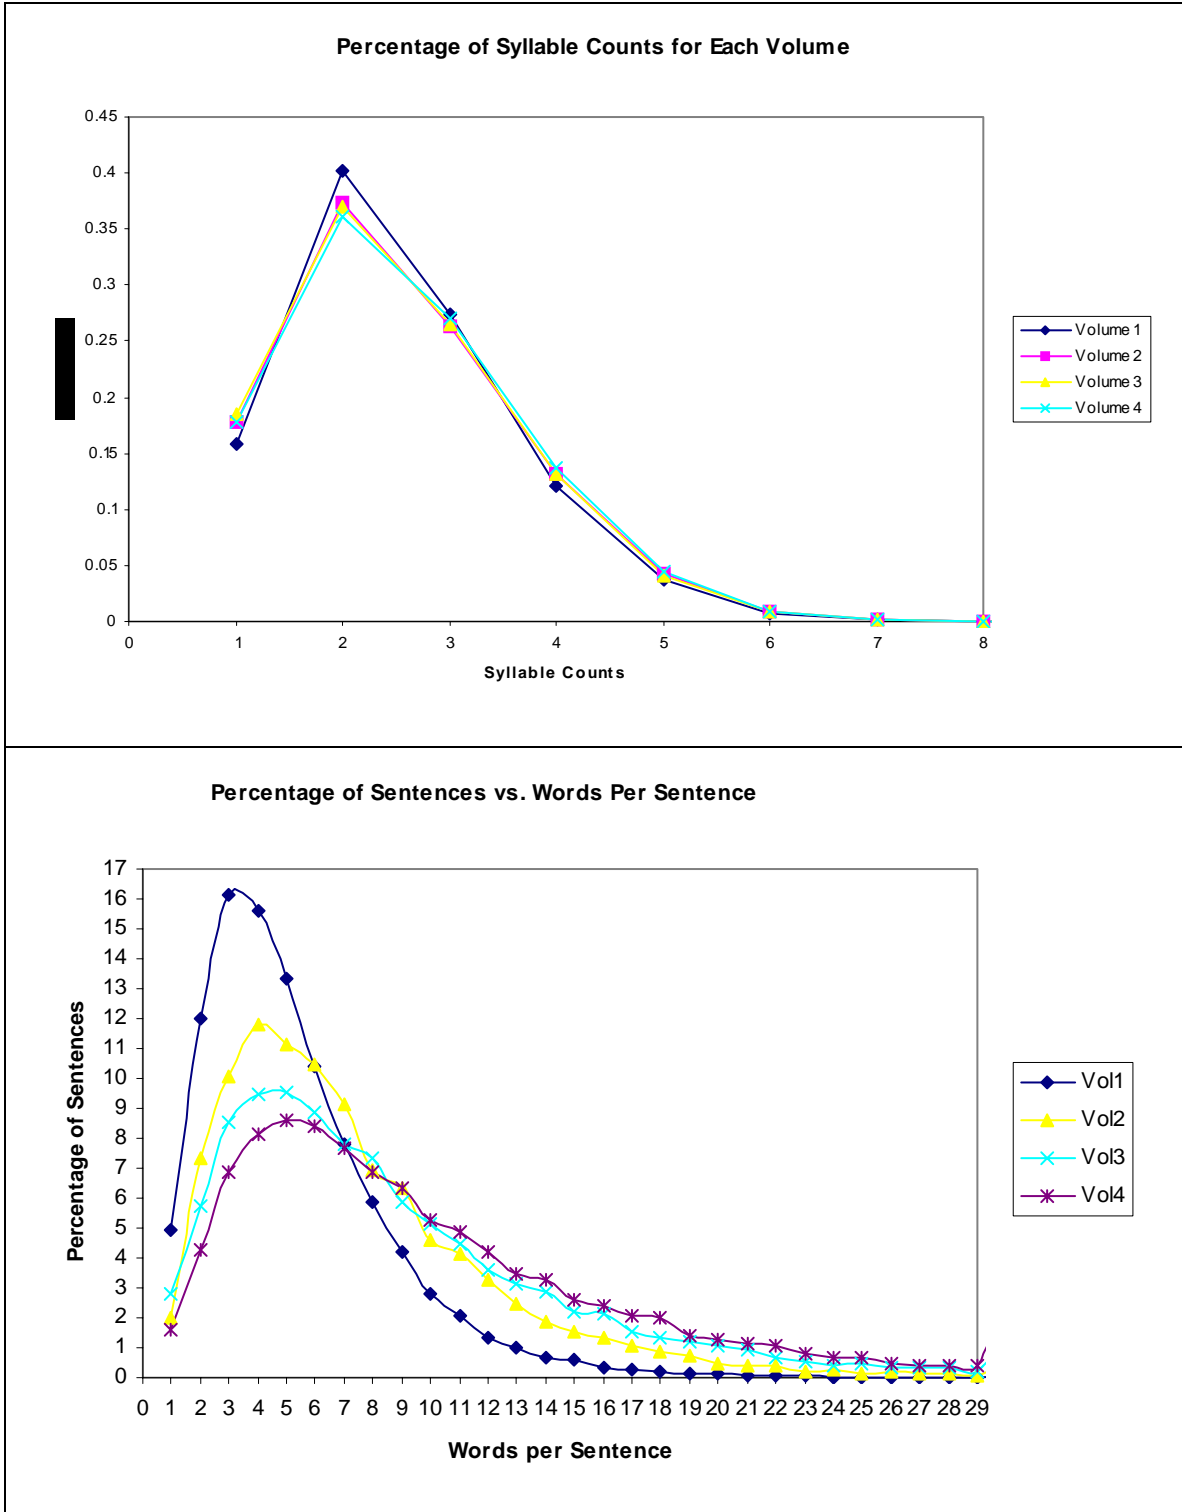 Percentage of Syllable Counts for Each Volume
0.45
0.4
0.35
0.3
0.25
0.2
0.15
0.1
0.05
0
0 1 2 3 4 5 6 7 8
Syllable Counts
Volume 1
Volume 2
Volume 3
Volume 4
Percentage of Sentences vs. Words Per Sentence
Percentage of Sentences
17
16
15
14
13
12
11
10
9
8
7
6
5
4
3
2
1
0
0 1 2 3 4 5 6 7 8 9 10 11 12 13 14 15 16 17 18 19 20 21 22 23 24 25 26 27 28 29
Words per Sentence
Vol1
Vol2
Vol3
Vol4